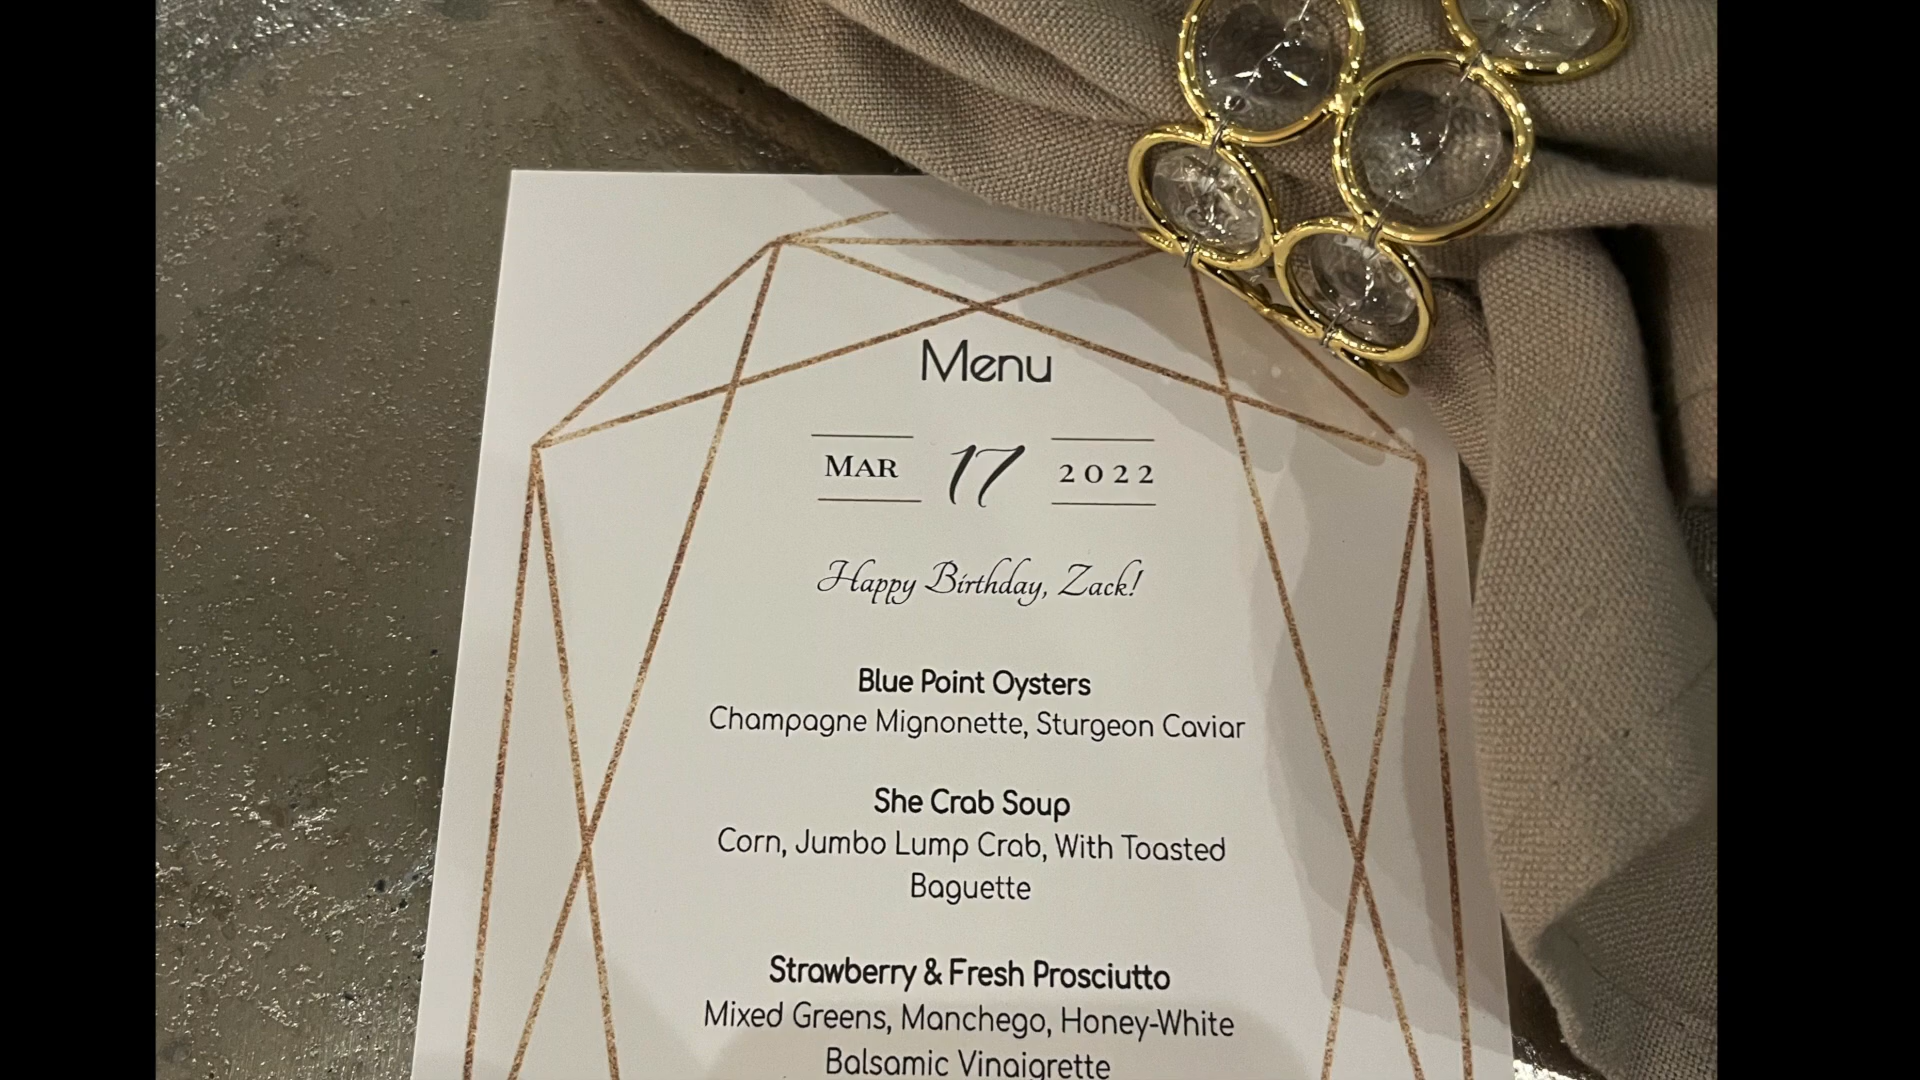 Menu
MAR 17 2022
Happy Birthday, Zack!
Blue Point Oysters
Champagne Mignonette, Sturgeon Caviar
She Crab Soup
Corn, Jumbo Lump Crab, With Toasted
Baguette
Strawberry & Fresh Prosciutto
Mixed Greens, Manchego, Honey-White
Balsamic Vinaigrette